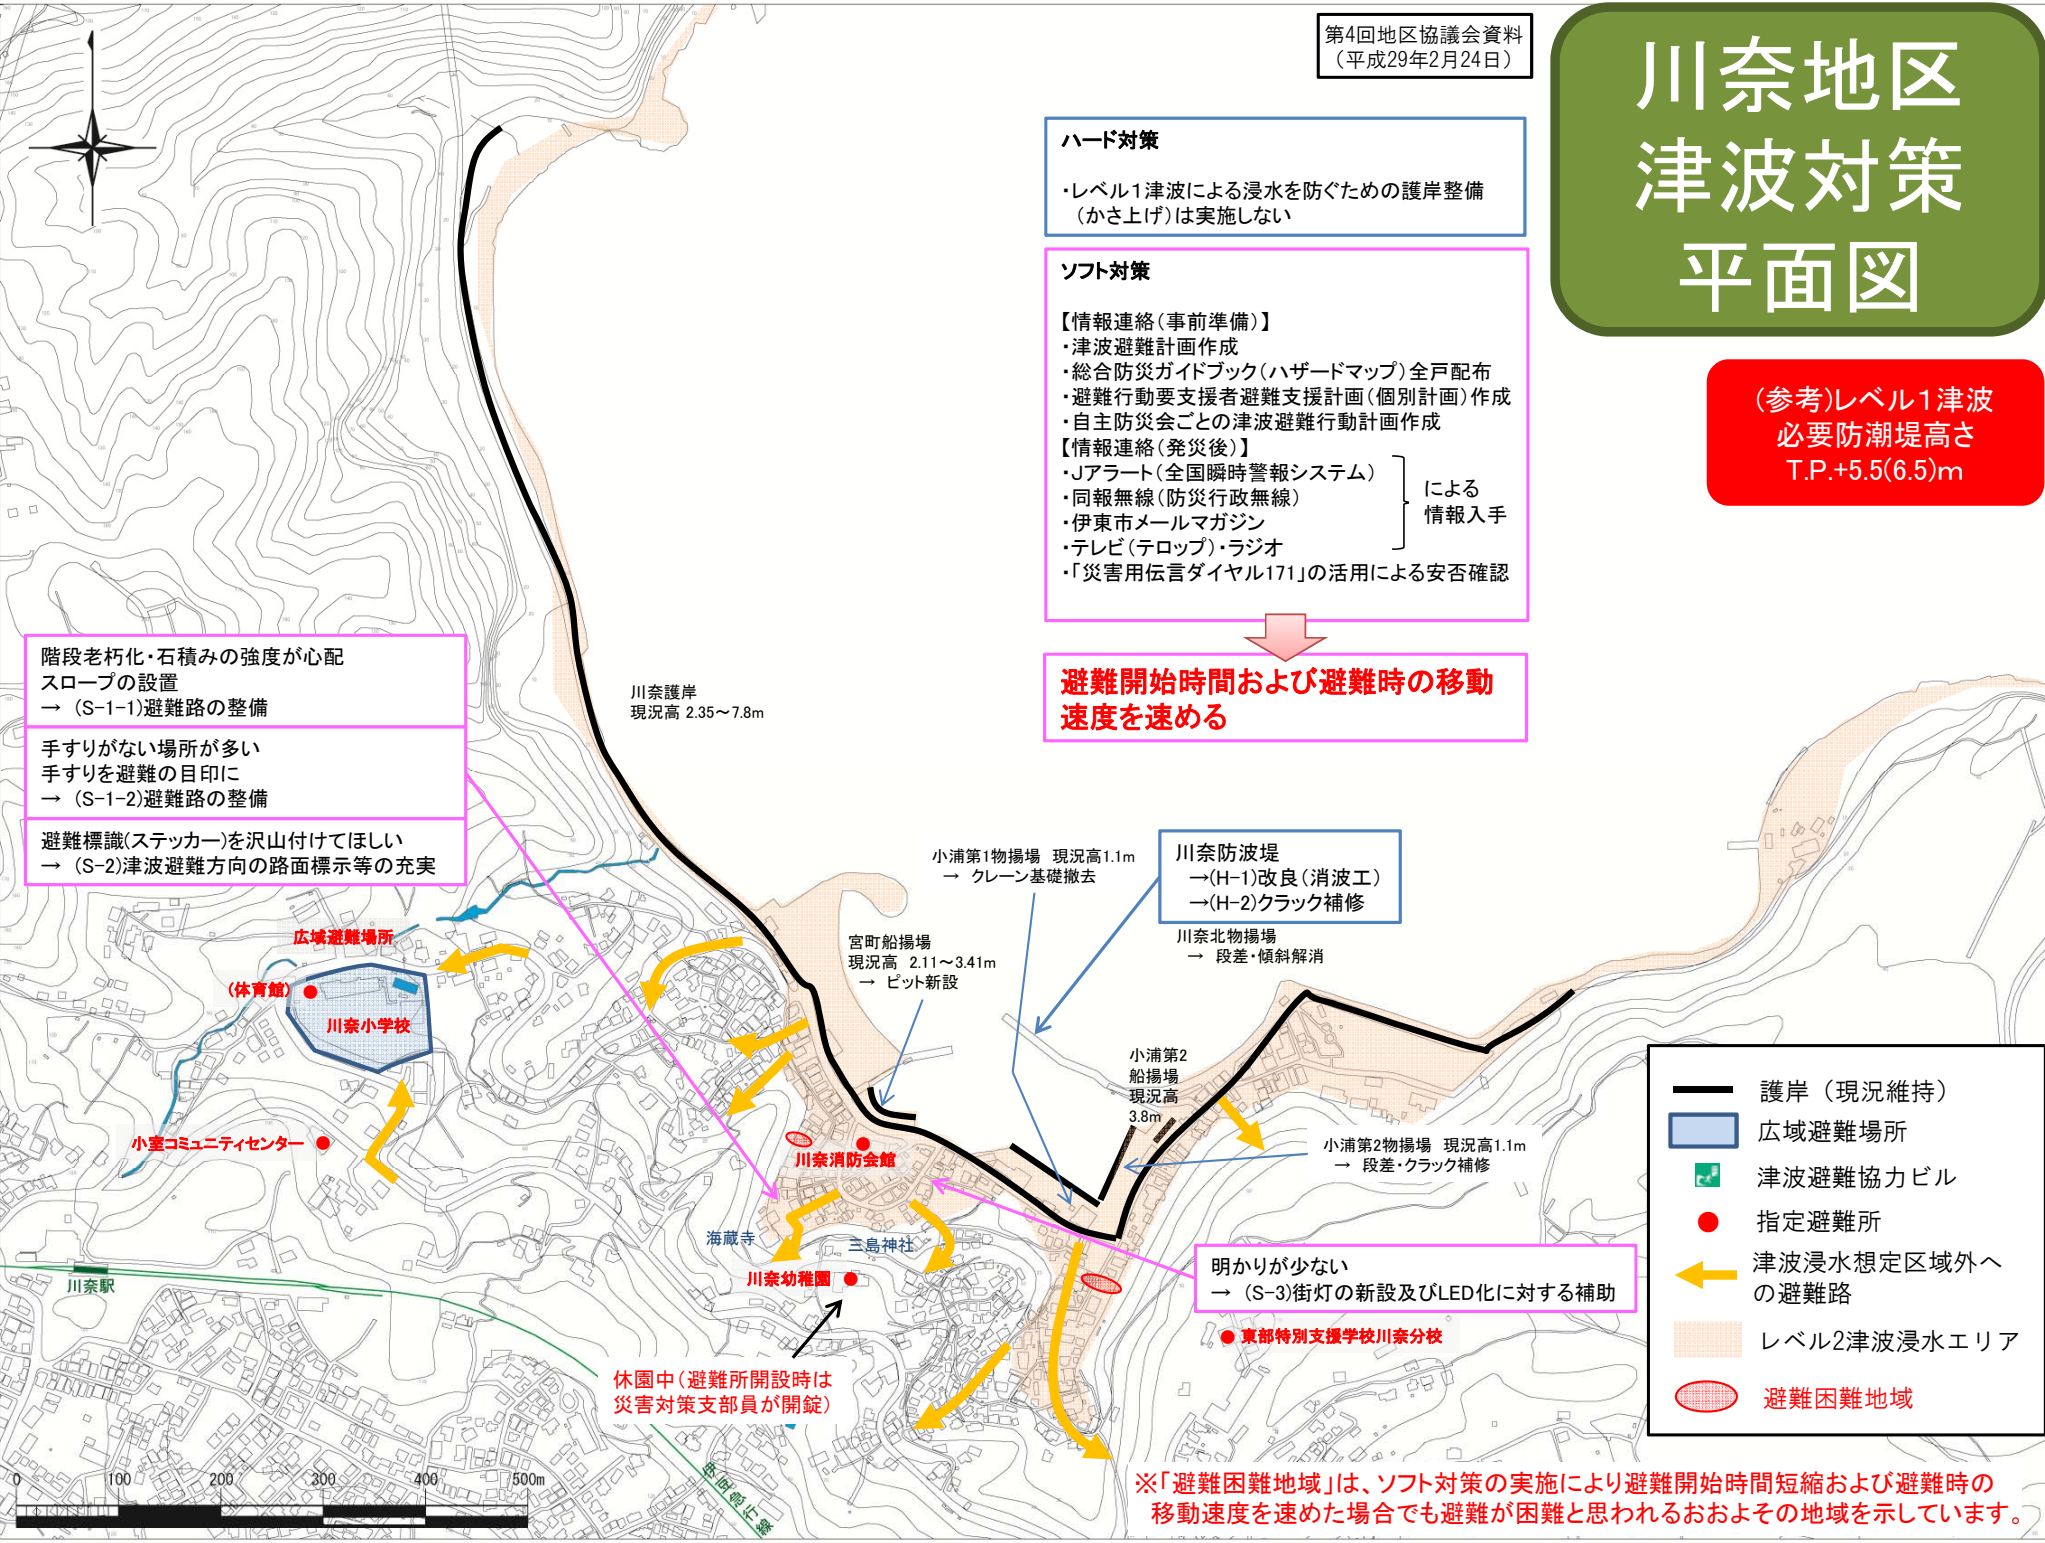 第4回地区協議会資料
（平成29年2月24日）
川奈地区
津波対策
平面図
ハード対策
・レベル１津波による浸水を防ぐための護岸整備
（かさ上げ）は実施しない
ソフト対策
【情報連絡（事前準備）】
・津波避難計画作成
・総合防災ガイドブック（ハザードマップ）全戸配布
・避難行動要支援者避難支援計画（個別計画）作成
・自主防災会ごとの津波避難行動計画作成
【情報連絡（発災後）】
・Jアラート（全国瞬時警報システム）
・同報無線（防災行政無線）
・伊東市メールマガジン
・テレビ（テロップ）・ラジオ
による
情報入手
・「災害用伝言ダイヤル171」の活用による安否確認
避難開始時間および避難時の移動
速度を速める
(参考)レベル１津波
必要防潮堤高さ
T.P.+5.5(6.5)m
階段老朽化・石積みの強度が心配
スロープの設置
→ (S-1-1)避難路の整備
手すりがない場所が多い
手すりを避難の目印に
→ (S-1-2)避難路の整備
避難標識(ステッカー)を沢山付けてほしい
→ (S-2)津波避難方向の路面標示等の充実
川奈護岸
現況高 2.35～7.8m
小浦第1物揚場 現況高1.1m
→ クレーン基礎撤去
川奈防波堤
→(H-1)改良（消波工）
→(H-2)クラック補修
川奈北物揚場
→ 段差・傾斜解消
宮町船揚場
現況高 2.11～3.41m
→ ピット新設
広域避難場所
(体育館)
川奈小学校
小室コミュニティセンター
小浦第2
船揚場
現況高
3.8m
小浦第2物揚場 現況高1.1m
→ 段差・クラック補修
川奈消防会館
海蔵寺
三島神社
川奈幼稚園
川奈駅
明かりが少ない
→ (S-3)街灯の新設及びLED化に対する補助
東部特別支援学校川奈分校
休園中（避難所開設時は
災害対策支部員が開錠）
伊豆急行線
護岸（現況維持）
広域避難場所
津波避難協力ビル
指定避難所
津波浸水想定区域外へ
の避難路
レベル2津波浸水エリア
避難困難地域
0 100 200 300 400 500m
※「避難困難地域」は、ソフト対策の実施により避難開始時間短縮および避難時の
移動速度を速めた場合でも避難が困難と思われるおおよその地域を示しています。